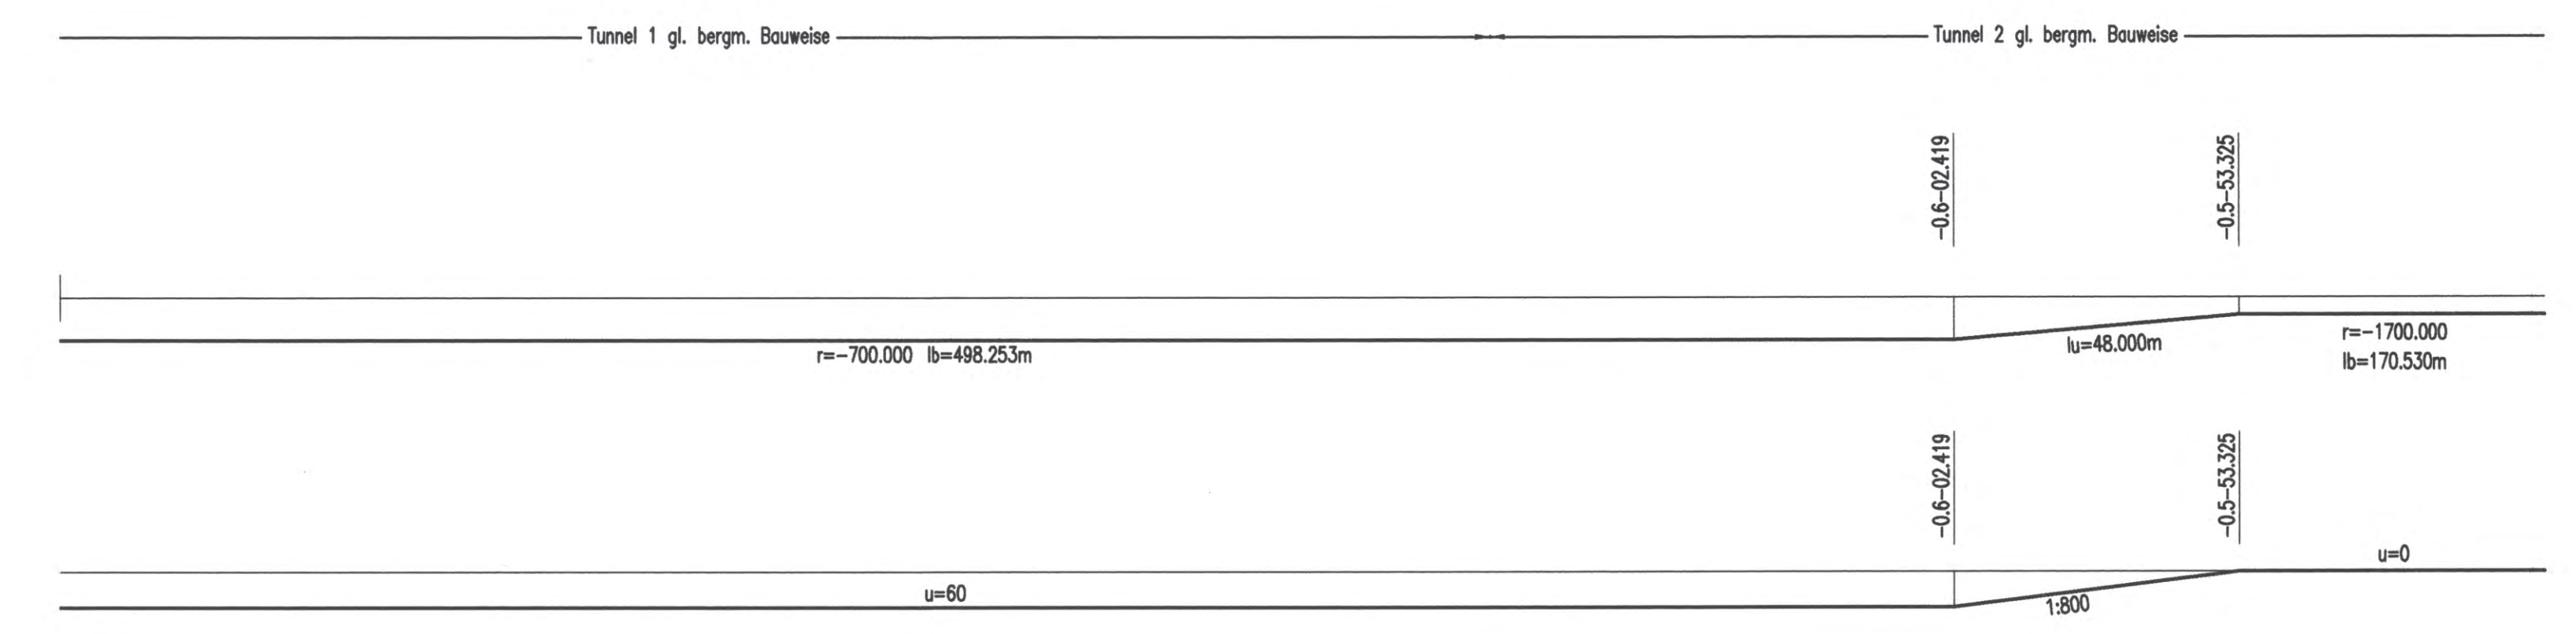 Tunnel 1 gl. bergm. Bauweise
Tunnel 2 gl. bergm. Bauweise
-0.6-02.419
-0.5-53.325
r=-700.000 lb=498.253m
lu=48.000m
r=-1700.000
lb=170.530m
-0.6-02.419
-0.5-53.325
u=0
u=60
1:800